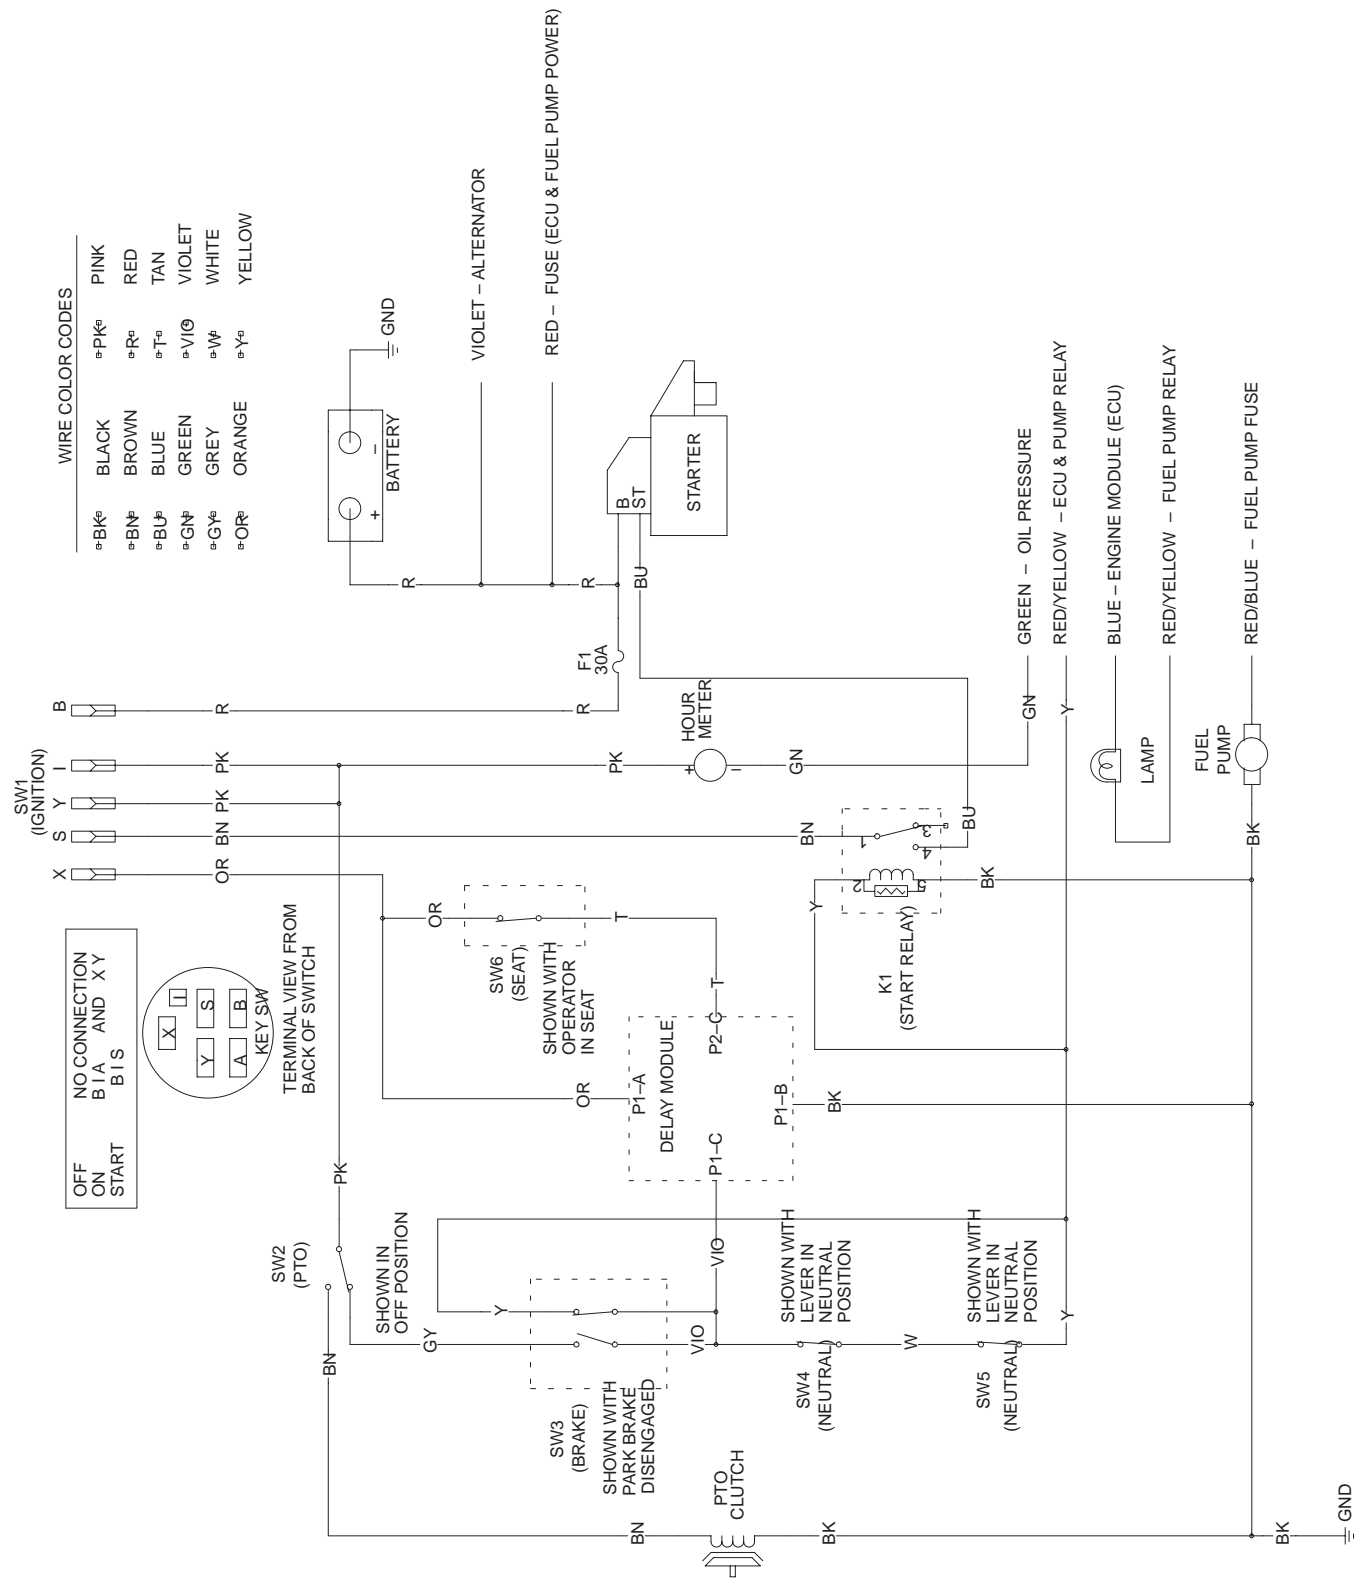 WIRE COLOR CODES
BK BLACK PK PINK
BN BROWN R RED
BU BLUE T TAN
GN GREEN VIO VIOLET
GY GREY W WHITE
OR ORANGE Y YELLOW
OFF NO CONNECTION
ON B I A AND X Y
START B I S
X
I
Y
S
A
B
KEY SW
TERMINAL VIEW FROM
BACK OF SWITCH
SW1
(IGNITION)
X
S
Y
I
B
OR
BN
PK
PK
R
+
–
BATTERY
GND
R
VIOLET – ALTERNATOR
RED – FUSE (ECU & FUEL PUMP POWER)
R
F1
30A
R
B
ST
STARTER
BU
SW2
(PTO)
SHOWN IN
OFF POSITION
PK
BN
GY
OR
SW6
(SEAT)
SHOWN WITH
OPERATOR
IN SEAT
T
T
OR
PK
HOUR
METER
+
–
GN
GN
GREEN – OIL PRESSURE
SW3
(BRAKE)
SHOWN WITH
PARK BRAKE
DISENGAGED
Y
VIO
VIO
P1–A
P2–C
DELAY MODULE
P1–C
P1–B
BK
BN
1
3
4
2
5
BU
Y
BK
K1
(START RELAY)
Y
RED/YELLOW – ECU & PUMP RELAY
PTO
CLUTCH
BN
BK
SW4
(NEUTRAL)
SHOWN WITH
LEVER IN
NEUTRAL
POSITION
W
SW5
(NEUTRAL)
SHOWN WITH
LEVER IN
NEUTRAL
POSITION
Y
LAMP
BLUE – ENGINE MODULE (ECU)
RED/YELLOW – FUEL PUMP RELAY
FUEL
PUMP
RED/BLUE – FUEL PUMP FUSE
BK
BK
GND